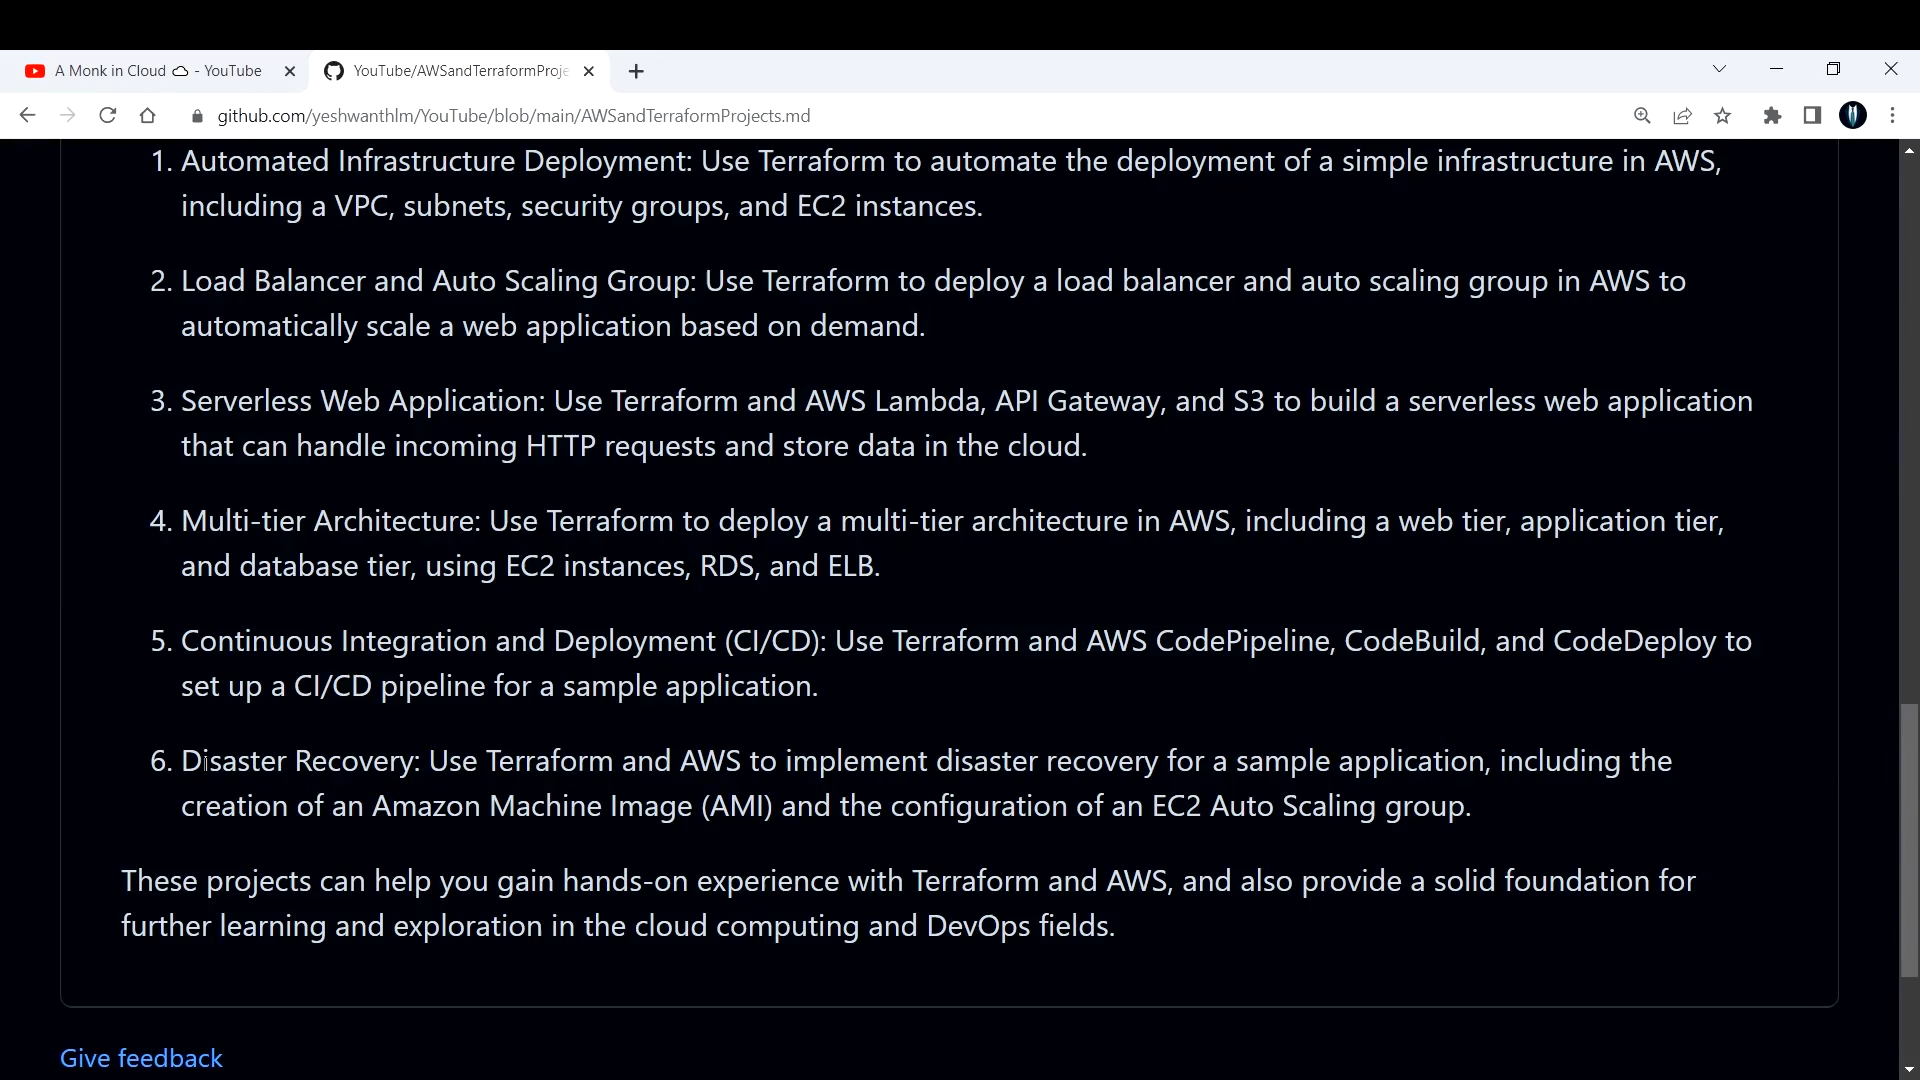 A Monk in Cloud - YouTube
YouTube/AWSandTerraformProje
github.com/yeshwanthlm/YouTube/blob/main/AWSandTerraformProjects.md
1. Automated Infrastructure Deployment: Use Terraform to automate the deployment of a simple infrastructure in AWS,
including a VPC, subnets, security groups, and EC2 instances.
2. Load Balancer and Auto Scaling Group: Use Terraform to deploy a load balancer and auto scaling group in AWS to
automatically scale a web application based on demand.
3. Serverless Web Application: Use Terraform and AWS Lambda, API Gateway, and S3 to build a serverless web application
that can handle incoming HTTP requests and store data in the cloud.
4. Multi-tier Architecture: Use Terraform to deploy a multi-tier architecture in AWS, including a web tier, application tier,
and database tier, using EC2 instances, RDS, and ELB.
5. Continuous Integration and Deployment (CI/CD): Use Terraform and AWS CodePipeline, CodeBuild, and CodeDeploy to
set up a CI/CD pipeline for a sample application.
6. Disaster Recovery: Use Terraform and AWS to implement disaster recovery for a sample application, including the
creation of an Amazon Machine Image (AMI) and the configuration of an EC2 Auto Scaling group.
These projects can help you gain hands-on experience with Terraform and AWS, and also provide a solid foundation for
further learning and exploration in the cloud computing and DevOps fields.
Give feedback